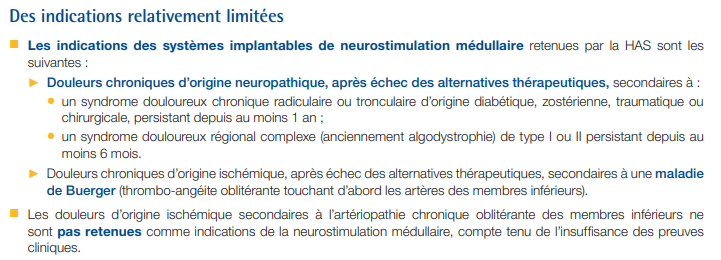 Des indications relativement limitées
■ Les indications des systèmes implantables de neurostimulation médullaire retenues par la HAS sont les
suivantes :
► Douleurs chroniques d'origine neuropathique, après échec des alternatives thérapeutiques, secondaires à :
● un syndrome douloureux chronique radiculaire ou tronculaire d'origine diabétique, zostérienne, traumatique ou
chirurgicale, persistant depuis au moins 1 an ;
● un syndrome douloureux régional complexe (anciennement algodystrophie) de type I ou II persistant depuis au
moins 6 mois.
► Douleurs chroniques d'origine ischémique, après échec des alternatives thérapeutiques, secondaires à une maladie
de Buerger (thrombo-angéite oblitérante touchant d'abord les artères des membres inférieurs).
■ Les douleurs d'origine ischémique secondaires à l'artériopathie chronique oblitérante des membres inférieurs ne
sont pas retenues comme indications de la neurostimulation médullaire, compte tenu de l'insuffisance des preuves
cliniques.